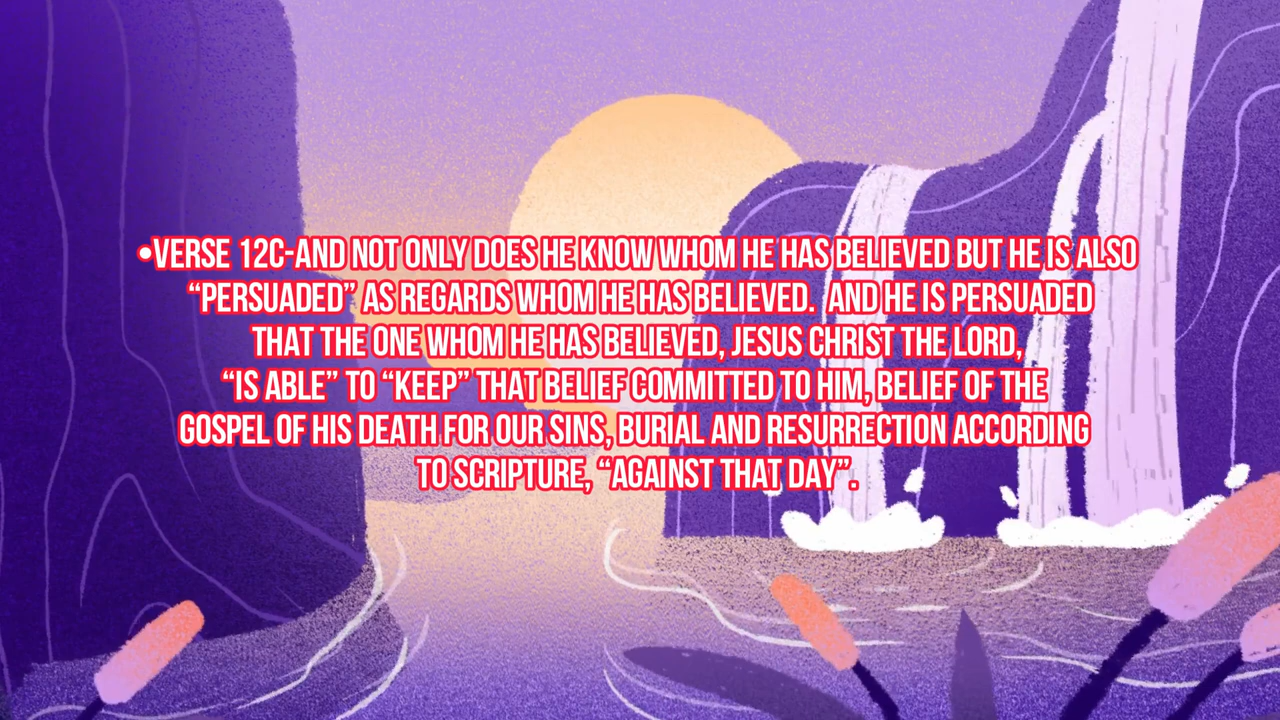 •VERSE 12C-AND NOT ONLY DOES HE KNOW WHOM HE HAS BELIEVED BUT HE IS ALSO
“PERSUADED” AS REGARDS WHOM HE HAS BELIEVED.  AND HE IS PERSUADED
THAT THE ONE WHOM HE HAS BELIEVED, JESUS CHRIST THE LORD,
“IS ABLE” TO “KEEP” THAT BELIEF COMMITTED TO HIM, BELIEF OF THE
GOSPEL OF HIS DEATH FOR OUR SINS, BURIAL AND RESURRECTION ACCORDING
TO SCRIPTURE, “AGAINST THAT DAY”.